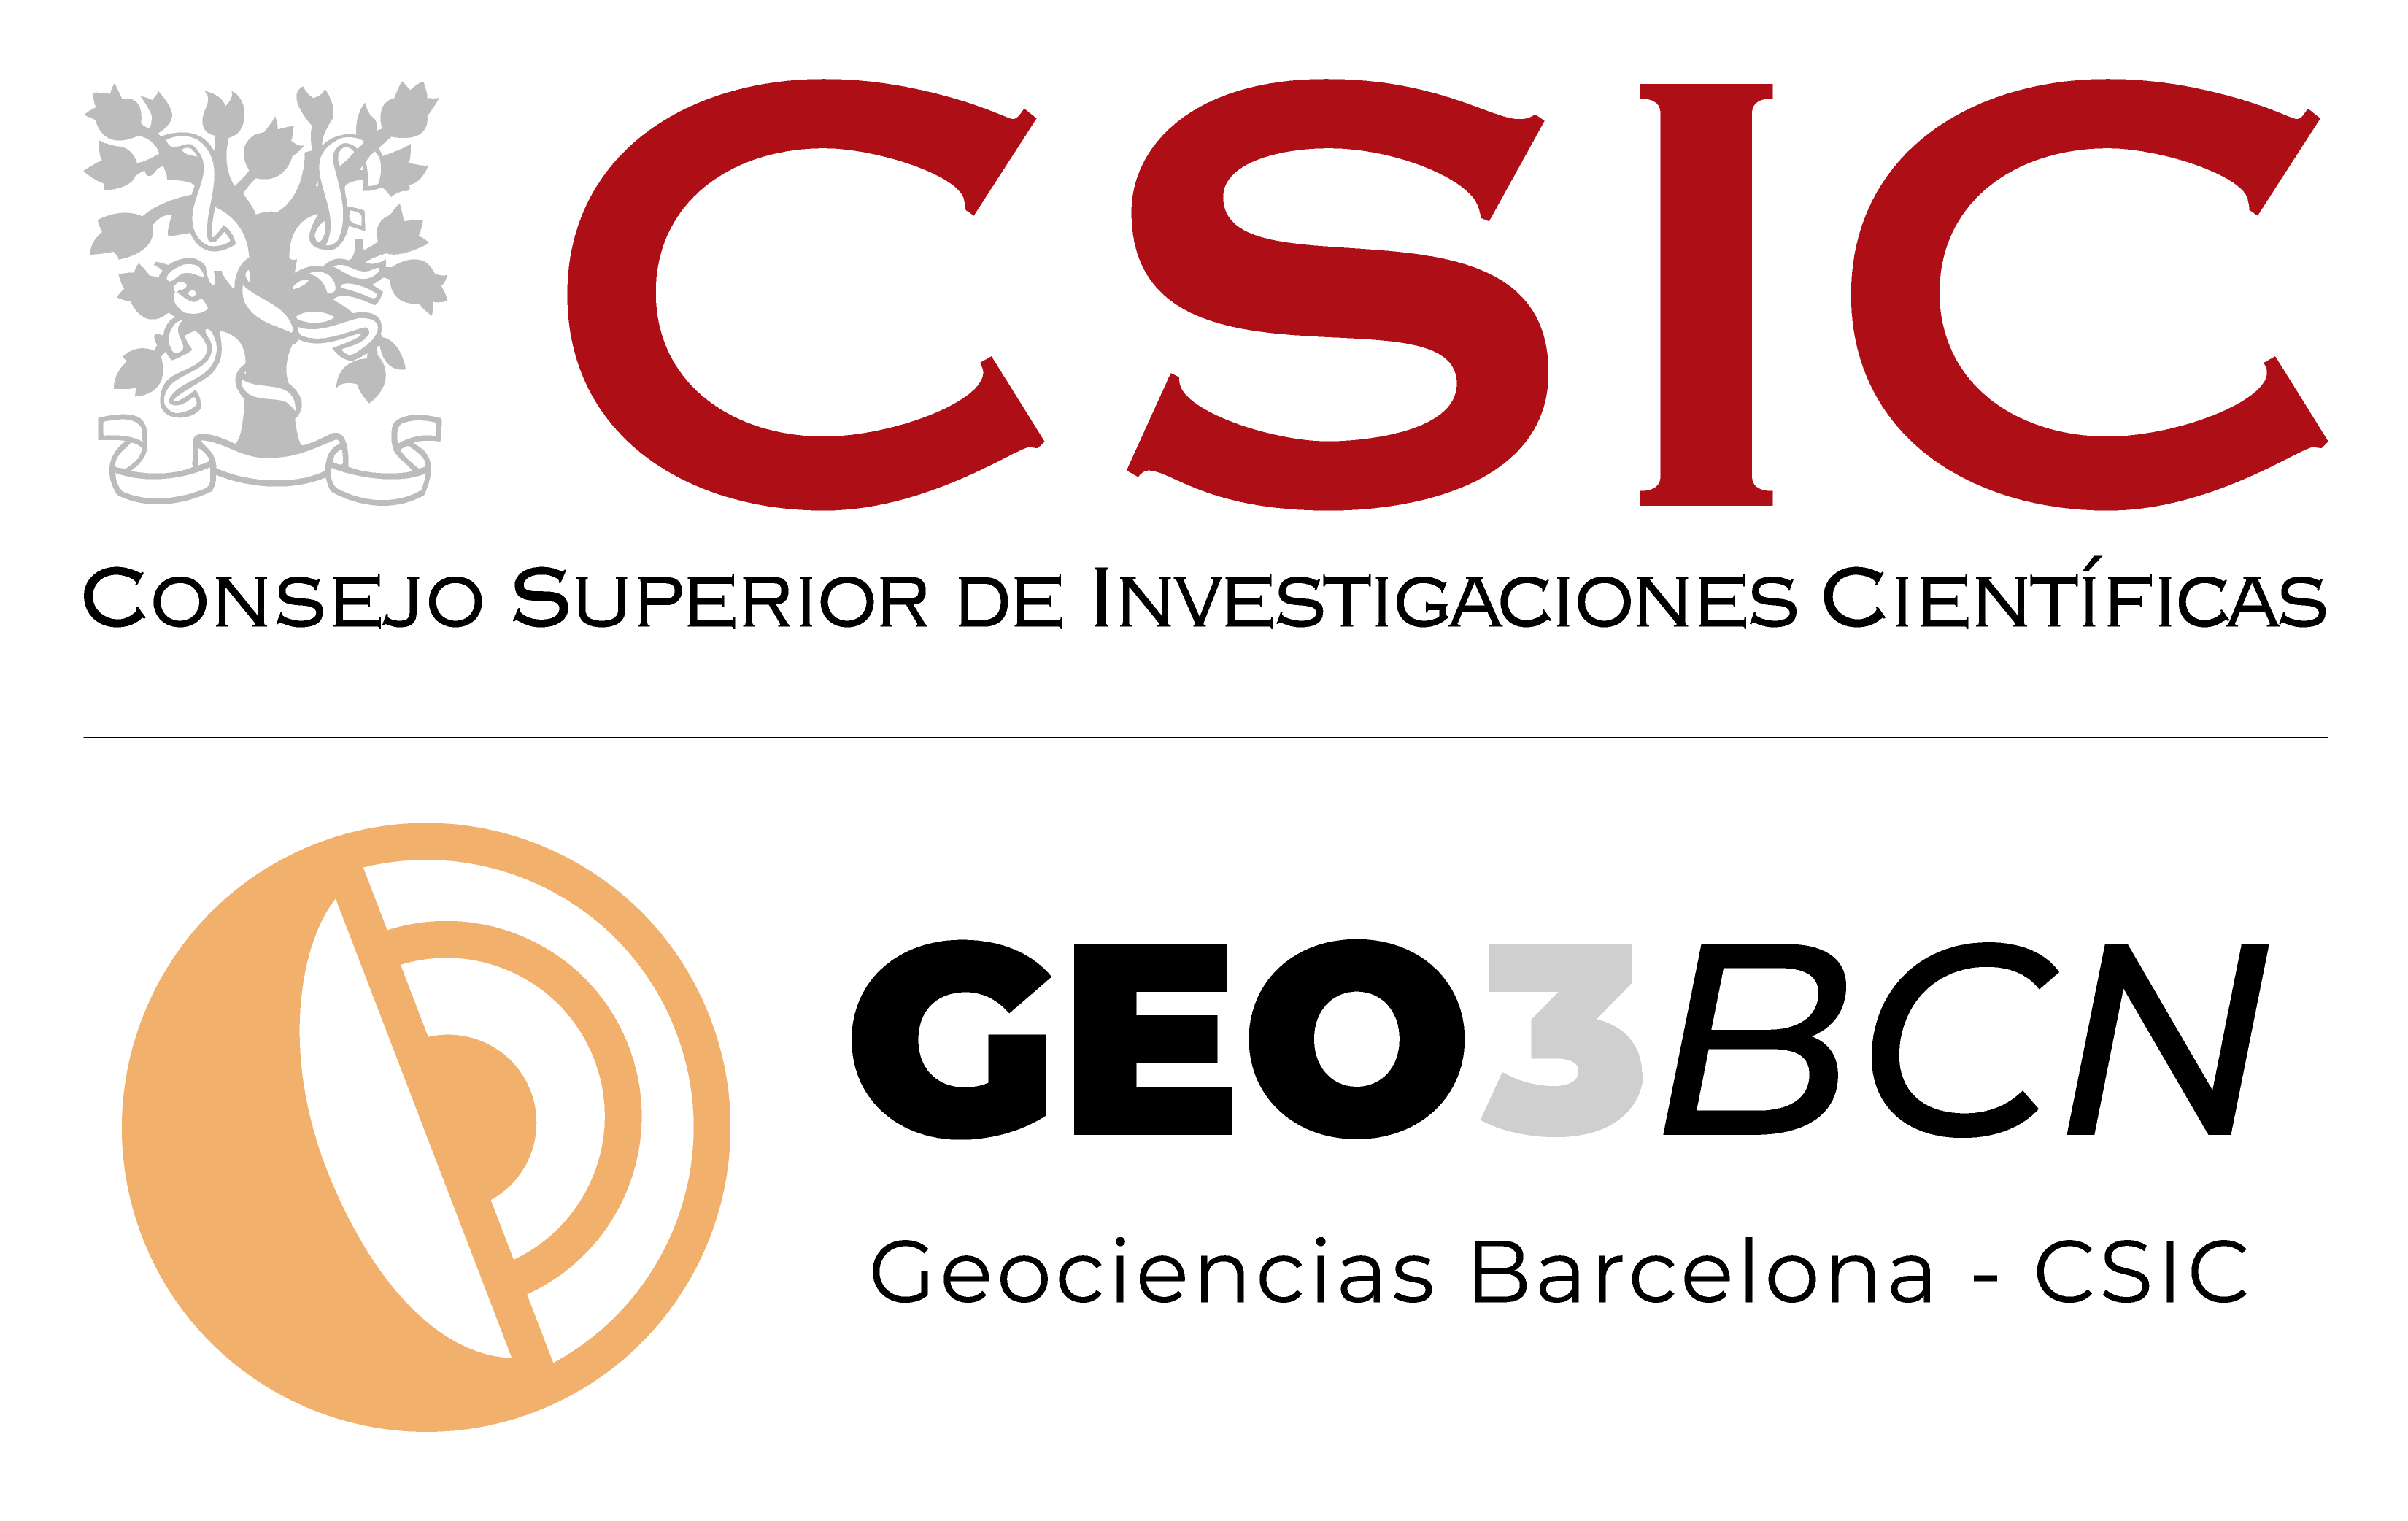 CSIC
CONSEJO SUPERIOR DE INVESTIGACIONES CIENTÍFICAS
GEO3BCN
Geociencias Barcelona - CSIC